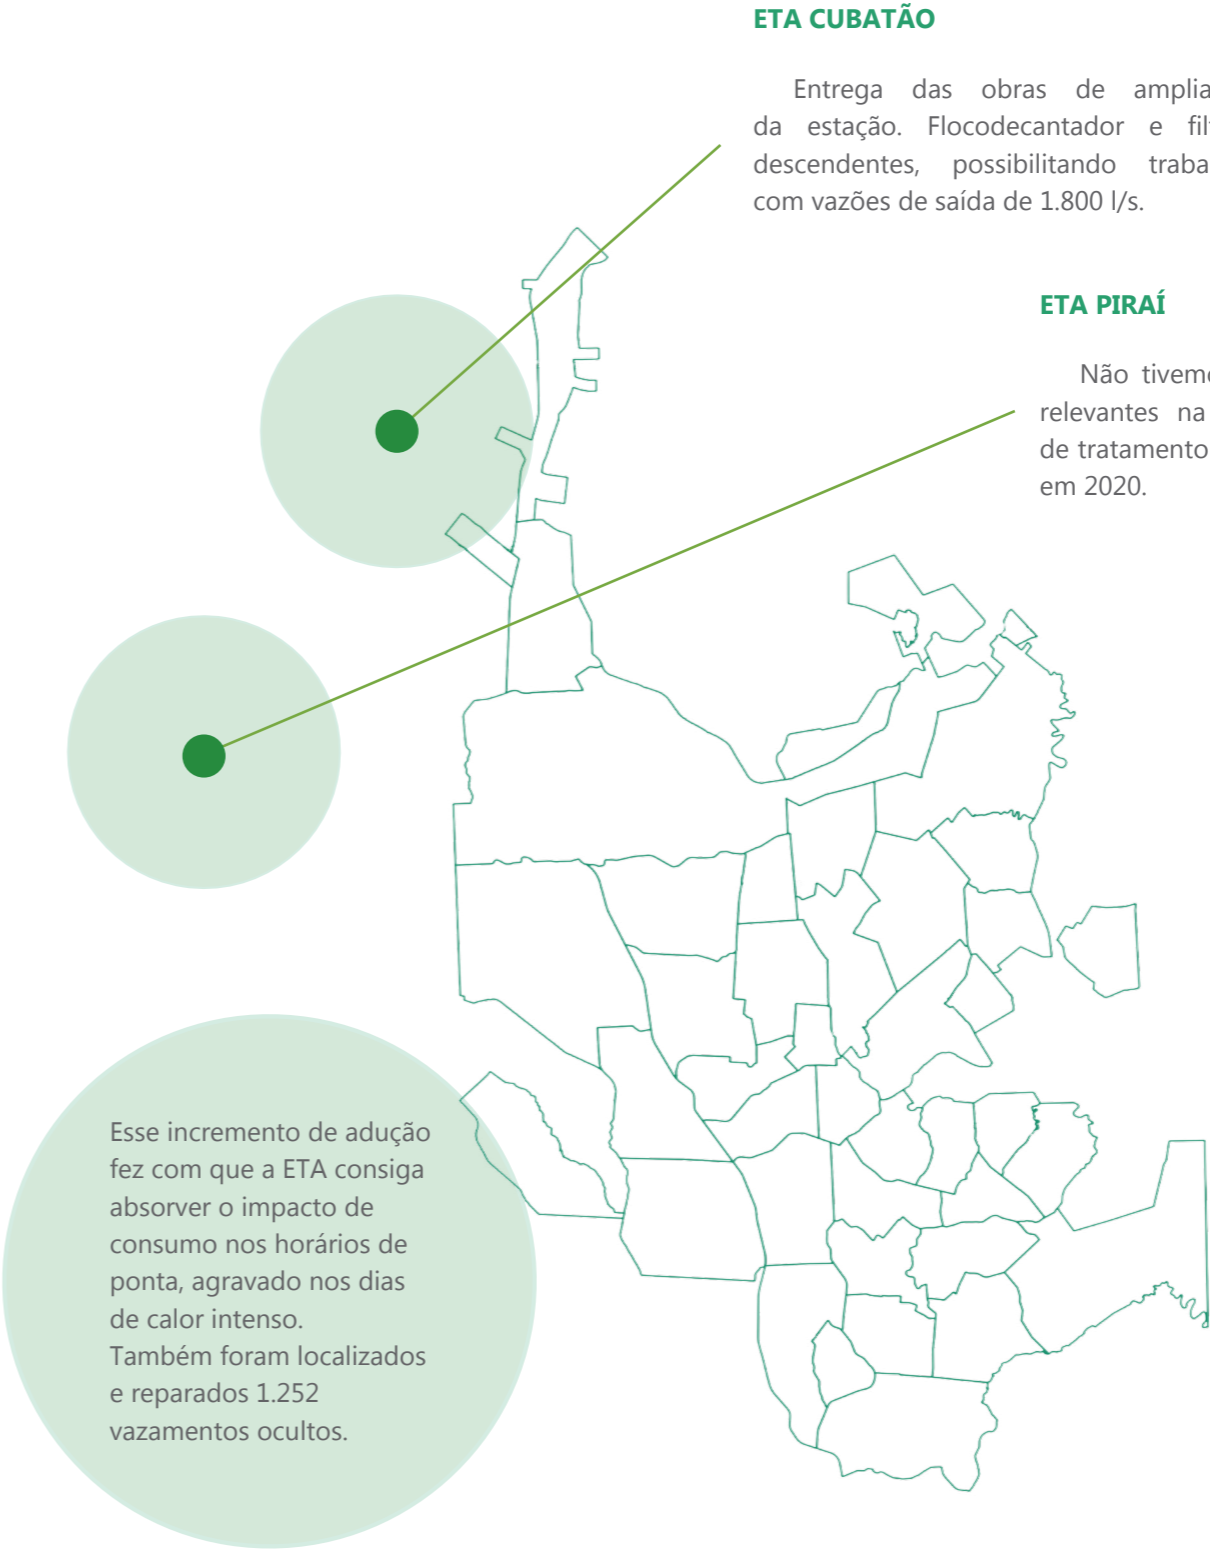 ETA CUBATÃO
Entrega das obras de amplia
da estação. Flocodecantador e fil
descendentes, possibilitando traba
com vazões de saída de 1.800 l/s.
ETA PIRAÍ
Não tivem
relevantes na
de tratamento
em 2020.
Esse incremento de adução
fez com que a ETA consiga
absorver o impacto de
consumo nos horários de
ponta, agravado nos dias
de calor intenso.
Também foram localizados
e reparados 1.252
vazamentos ocultos.